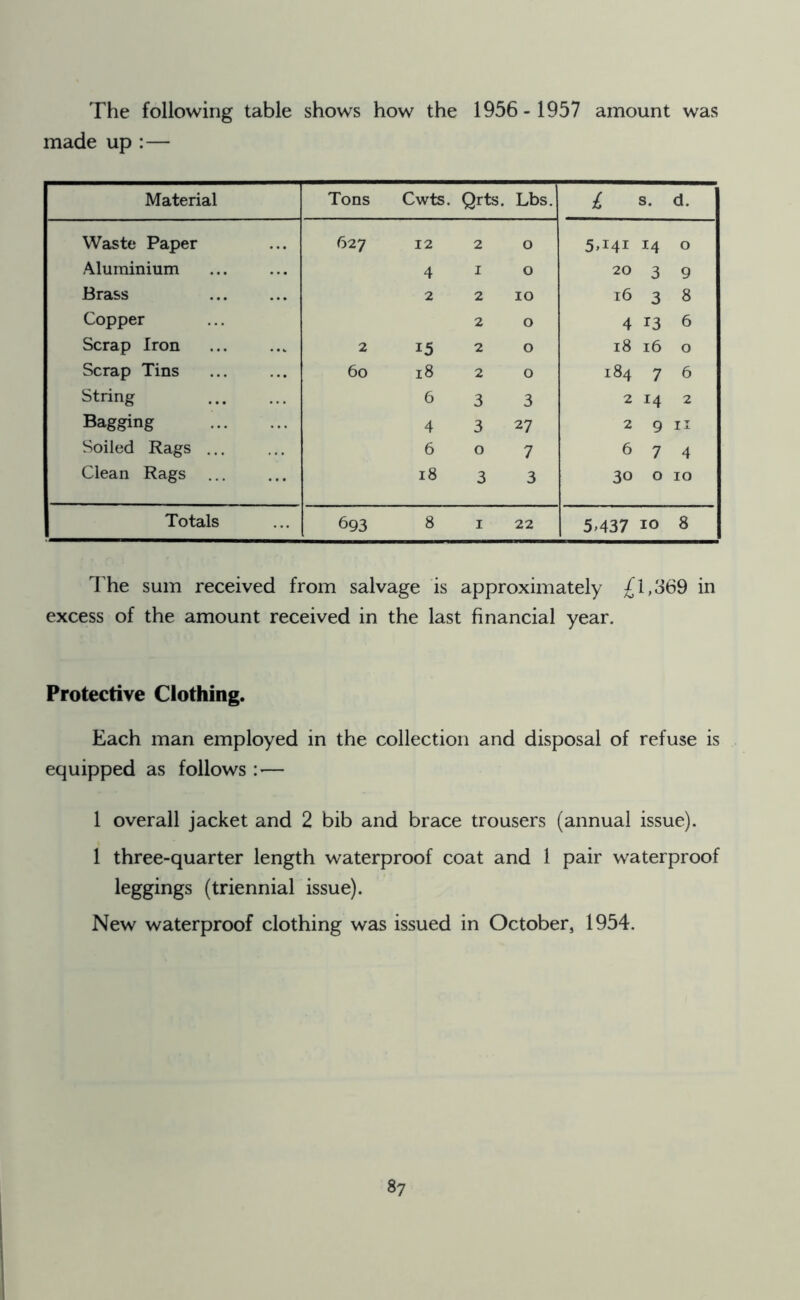 The following table shows how the 1956 - 1957 amount was
made up :—
Material Tons Cwts. Qrts. Lbs. £ s. d.
Waste Paper ... 627 12 2 0 5,141 14 0
Aluminium ... ... 4 1 0 20 3 9
Brass ... ... 2 2 10 16 3 8
Copper ... 2 0 4 13 6
Scrap Iron ... ... 2 15 2 0 18 16 0
Scrap Tins ... ... 60 18 2 0 184 7 6
String ... ... 6 3 3 2 14 2
Bagging ... ... 4 3 27 2 9 11
Soiled Rags ... ... 6 0 7 6 7 4
Clean Rags ... ... 18 3 3 30 0 10
Totals ... 693 8 1 22 5,437 10 8
The sum received from salvage is approximately £1,369 in
excess of the amount received in the last financial year.
Protective Clothing.
Each man employed in the collection and disposal of refuse is
equipped as follows :—
1 overall jacket and 2 bib and brace trousers (annual issue).
1 three-quarter length waterproof coat and 1 pair waterproof
leggings (triennial issue).
New waterproof clothing was issued in October, 1954.
87